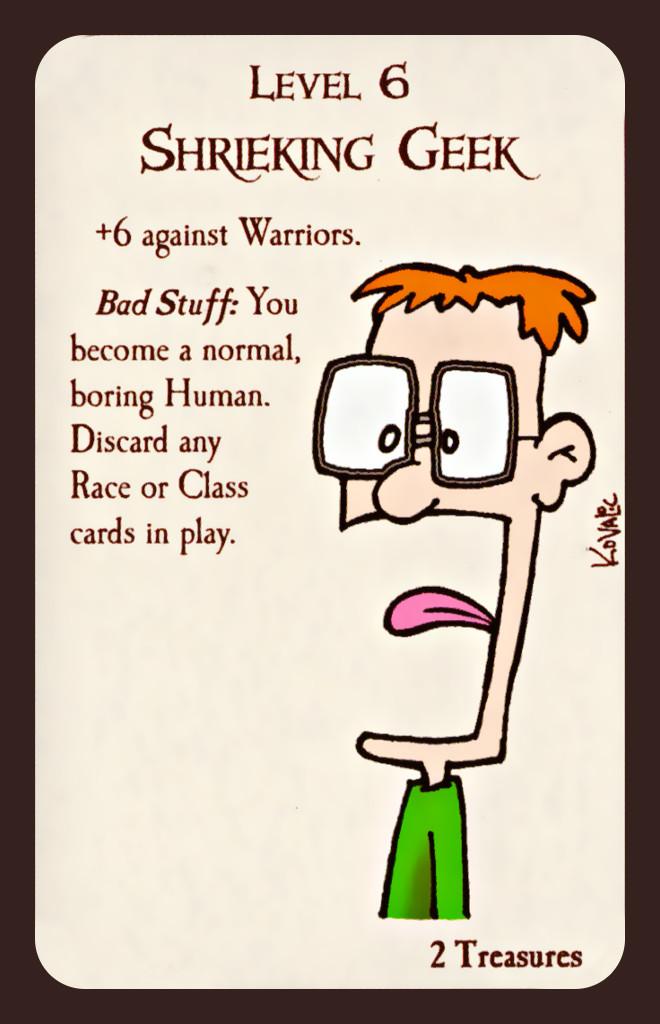 Level 6
Shrieking Geek
+6 against Warriors.
Bad Stuff: You
become a normal,
boring Human.
Discard any
Race or Class
cards in play.
Kovalic
2 Treasures